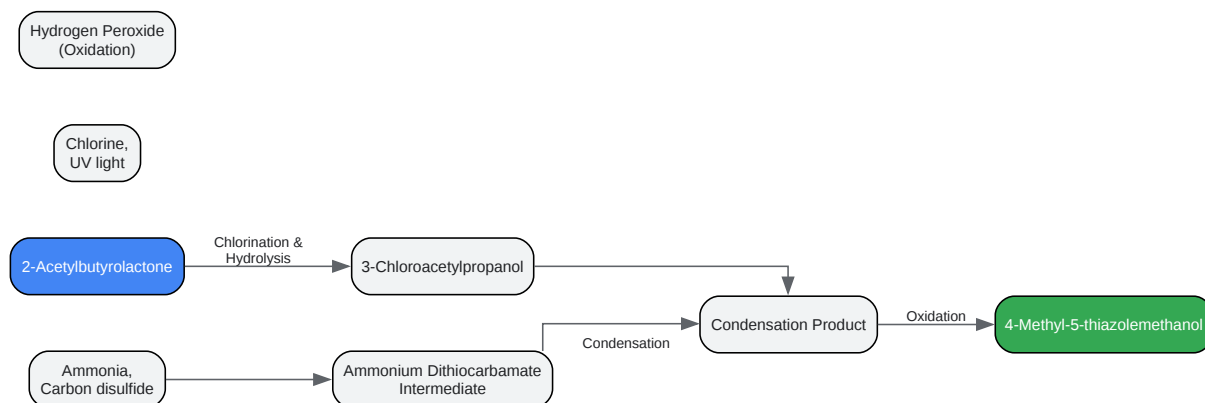 Hydrogen Peroxide
(Oxidation)
Chlorine,
UV light
2-Acetylbutyrolactone
Chlorination &
Hydrolysis
3-Chloroacetylpropanol
Ammonia,
Carbon disulfide
Ammonium Dithiocarbamate
Intermediate
Condensation
Condensation Product
Oxidation
4-Methyl-5-thiazolemethanol